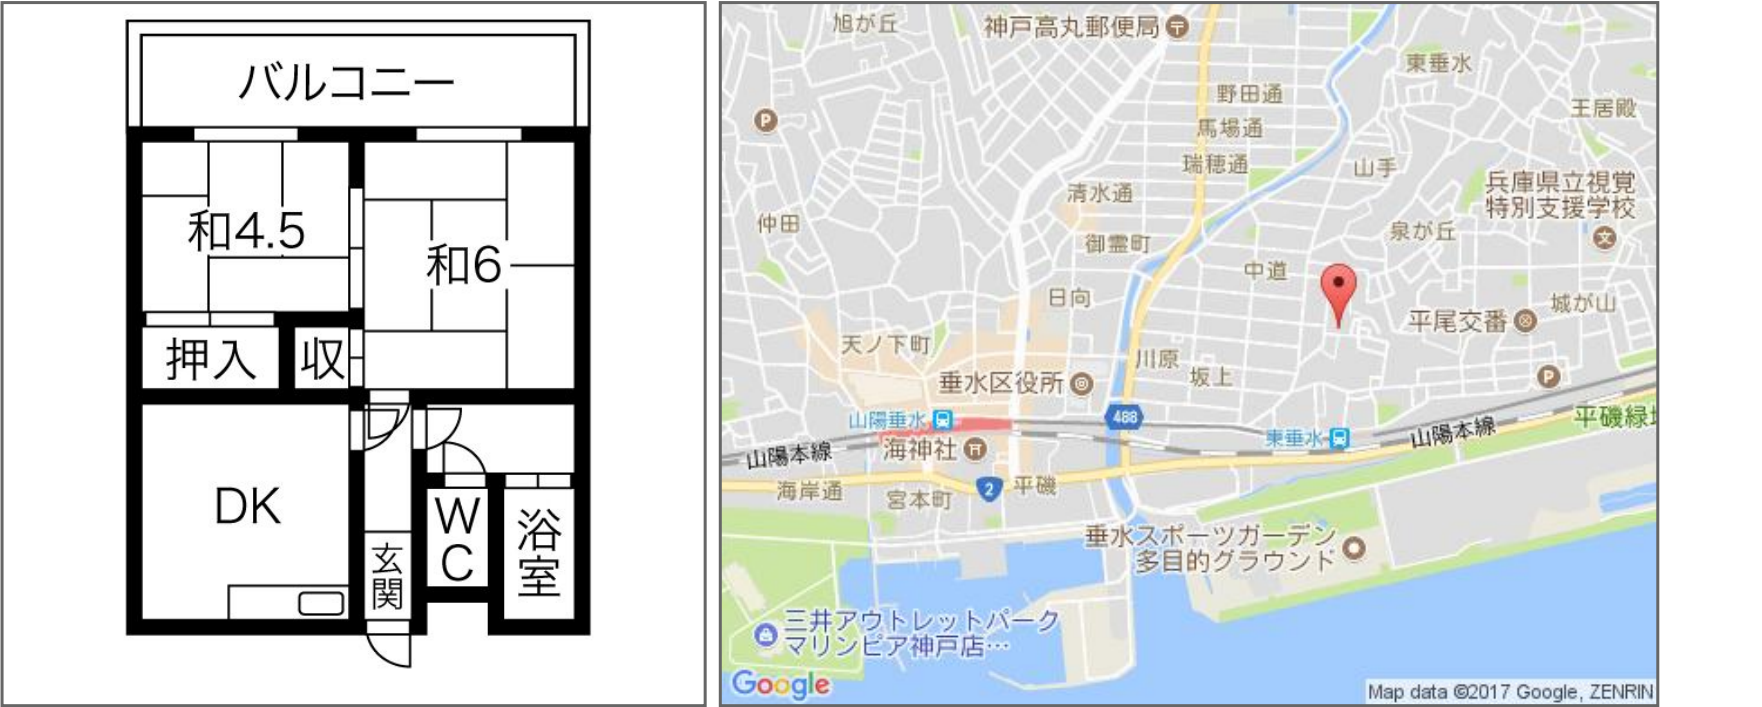 バルコニー
和4.5
和6
押入
収
DK
玄関
WC
浴室
旭が丘
神戸高丸郵便局
東垂水
野田通
王居殿
馬場通
瑞穂通
山手
清水通
兵庫県立視覚
特別支援学校
仲田
御霊町
泉が丘
中道
日向
城が山
平尾交番
天ノ下町
川原
垂水区役所
坂上
山陽垂水
488
東垂水
平磯緑
山陽本線
海神社
山陽本線
海岸通
宮本町
2
平磯
垂水スポーツガーデン
多目的グラウンド
三井アウトレットパーク
マリンピア神戸店…
P
P
Google
Map data ©2017 Google, ZENRIN